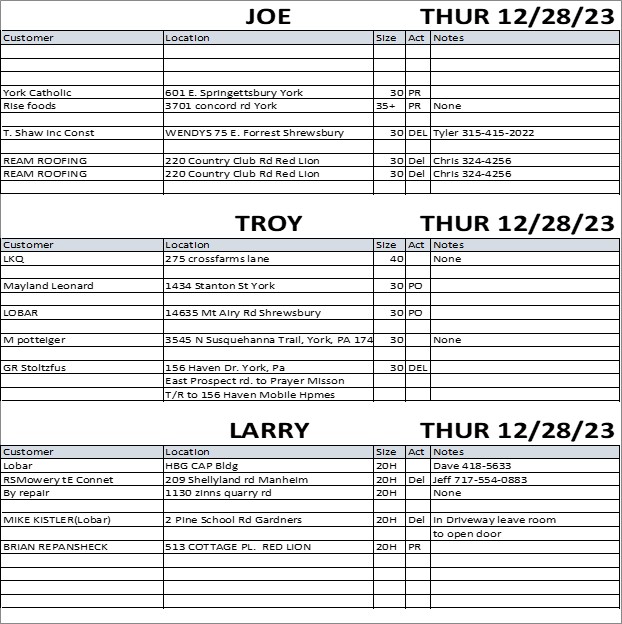 JOE THUR 12/28/23
Customer Location Size Act Notes
York Catholic 601 E. Springettsbury York 30 PR
Rise foods 3701 concord rd York 35+ PR None
T. Shaw Inc Const WENDYS 75 E. Forrest Shrewsbury 30 DEL Tyler 315-415-2022
REAM ROOFING 220 Country Club Rd Red Lion 30 Del Chris 324-4256
REAM ROOFING 220 Country Club Rd Red Lion 30 Del Chris 324-4256
TROY THUR 12/28/23
Customer Location Size Act Notes
LKQ 275 crossfarms lane 40 None
Mayland Leonard 1434 Stanton St York 30 PO
LOBAR 14635 Mt Airy Rd Shrewsbury 30 PO
M potteiger 3545 N Susquehanna Trail, York, PA 174 30 None
GR Stoltzfus 156 Haven Dr. York, Pa 30 DEL
East Prospect rd. to Prayer Misson
T/R to 156 Haven Mobile Hpmes
LARRY THUR 12/28/23
Customer Location Size Act Notes
Lobar HBG CAP Bldg 20H Dave 418-5633
RSMowery tE Connet 209 Shellyland rd Manheim 20H Del Jeff 717-554-0883
By repair 1130 zinns quarry rd 20H None
MIKE KISTLER(Lobar) 2 Pine School Rd Gardners 20H Del In Driveway leave room
to open door
BRIAN REPANSHECK 513 COTTAGE PL. RED LION 20H PR